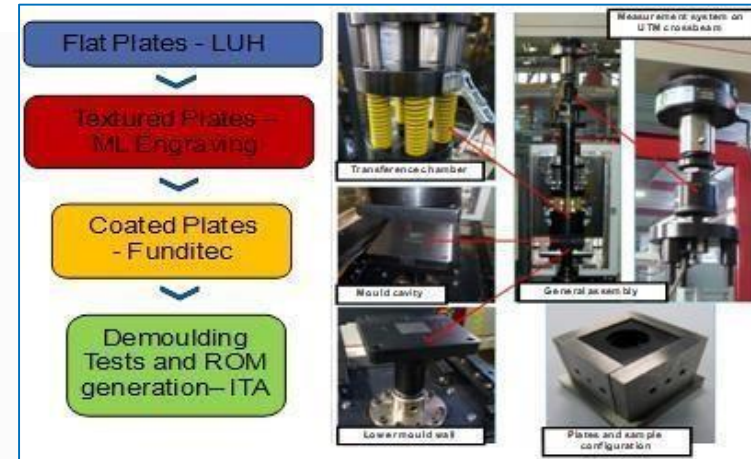 Flat Plates - LUH
Textured Plates –
ML Engraving
Coated Plates
- Funditec
Demoulding
Tests and ROM
generation– ITA
Measurement system on
UTM crossbeam
Transference chamber
Mould cavity
General assembly
Lower mould wall
Plates and sample
configuration